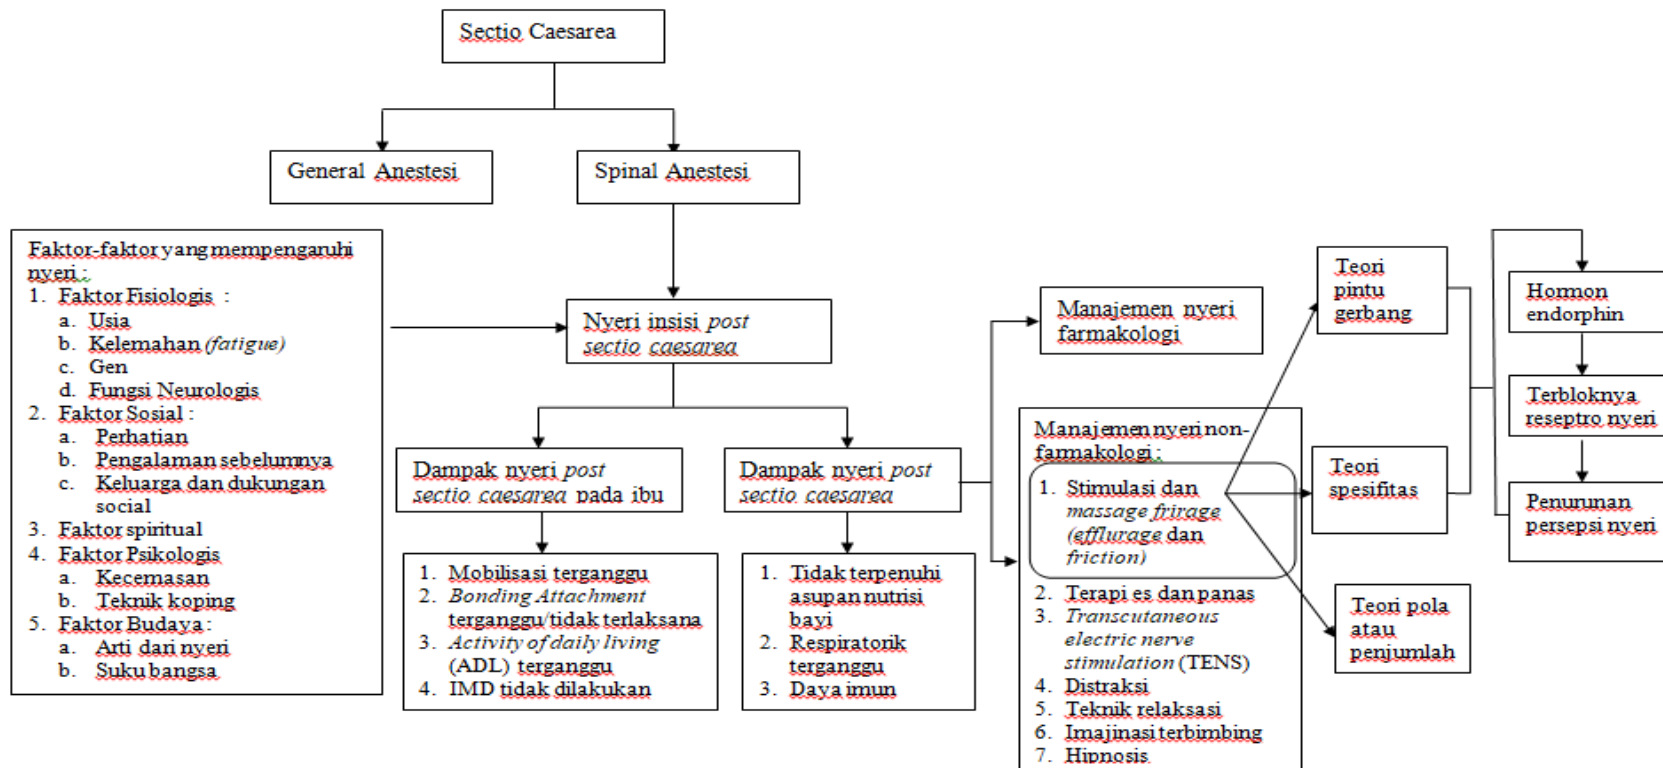 Sectio Caesarea
General Anestesi
Spinal Anestesi
Faktor-faktor yang mempengaruhi
nyeri :
1. Faktor Fisiologis :
a. Usia
b. Kelemahan (fatigue)
c. Gen
d. Fungsi Neurologis
2. Faktor Sosial :
a. Perhatian
b. Pengalaman sebelumnya
c. Keluarga dan dukungan
social
3. Faktor spiritual
4. Faktor Psikologis
a. Kecemasan
b. Teknik koping
5. Faktor Budaya :
a. Arti dari nyeri
b. Suku bangsa
Nyeri insisi post
sectio caesarea
Dampak nyeri post
sectio caesarea pada ibu
1. Mobilisasi terganggu
2. Bonding Attachment
terganggu/tidak terlaksana
3. Activity of daily living
(ADL) terganggu
4. IMD tidak dilakukan
Dampak nyeri post
sectio caesarea
1. Tidak terpenuhi
asupan nutrisi
bayi
2. Respiratorik
terganggu
3. Daya imun
Manajemen nyeri
farmakologi
Manajemen nyeri non-
farmakologi :
1. Stimulasi dan
massage frirage
(efflurage dan
friction)
2. Terapi es dan panas
3. Transcutaneous
electric nerve
stimulation (TENS)
4. Distraksi
5. Teknik relaksasi
6. Imajinasi terbimbing
7. Hipnosis
Teori
pintu
gerbang
Teori
spesifitas
Teori pola
atau
penjumlah
Hormon
endorphin
Terbloknya
reseptro nyeri
Penurunan
persepsi nyeri